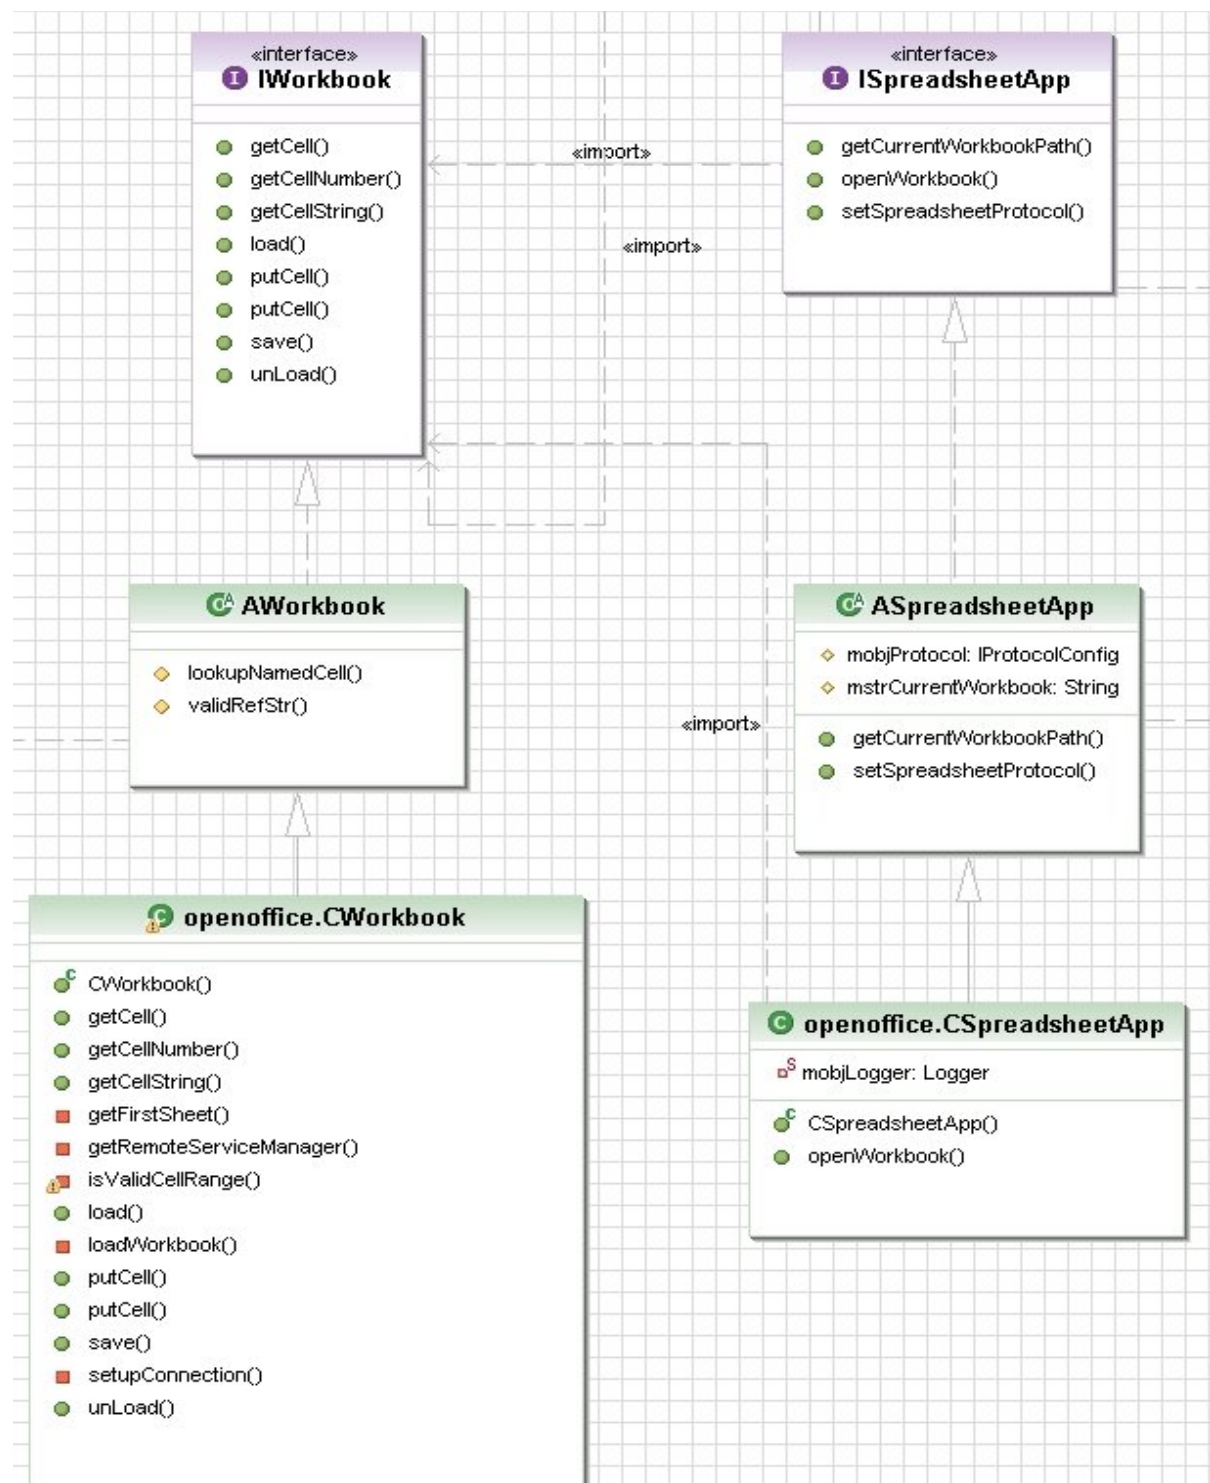 «interface»
IWorkbook
getCell()
getCellNumber()
getCellString()
load()
putCell()
putCell()
save()
unLoad()
«import»
«import»
«interface»
ISpreadsheetApp
getCurrentWorkbookPath()
openWorkbook()
setSpreadsheetProtocol()
AWorkbook
lookupNamedCell()
validRefStr()
«import»
ASpreadsheetApp
mobjProtocol: IProtocolConfig
mstrCurrentWorkbook: String
getCurrentWorkbookPath()
setSpreadsheetProtocol()
openoffice.CWorkbook
CWorkbook()
getCell()
getCellNumber()
getCellString()
getFirstSheet()
getRemoteServiceManager()
isValidCellRange()
load()
loadWorkbook()
putCell()
putCell()
save()
setupConnection()
unLoad()
openoffice.CSpreadsheetApp
mobjLogger: Logger
CSpreadsheetApp()
openWorkbook()